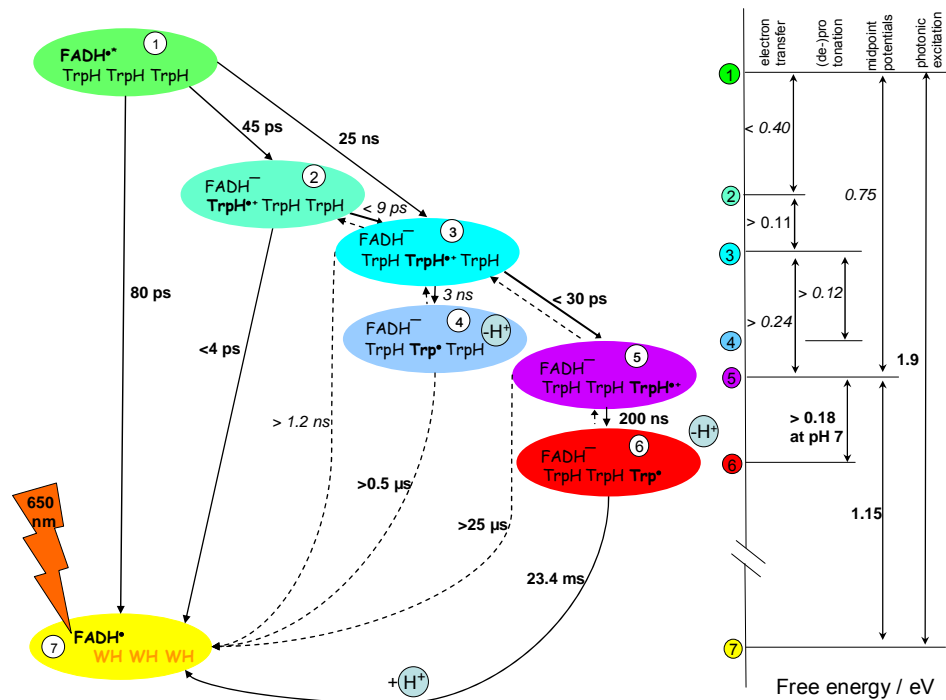 FADH•*
1
TrpH TrpH TrpH
45 ps
25 ns
FADH¯
2
TrpH•⁺ TrpH TrpH
< 9 ps
FADH¯
3
TrpH TrpH•⁺ TrpH
80 ps
3 ns
< 30 ps
FADH¯
4
-H⁺
TrpH Trp• TrpH
<4 ps
FADH¯
5
TrpH TrpH TrpH•⁺
> 1.2 ns
200 ns
-H⁺
FADH¯
6
TrpH TrpH Trp•
>0.5 µs
650
nm
>25 µs
23.4 ms
7
FADH•
WH WH WH
+ H⁺
electron
transfer
(de-)pro
tonation
midpoint
potentials
photonic
excitation
1
< 0.40
2
0.75
> 0.11
3
> 0.12
> 0.24
4
1.9
5
> 0.18
at pH 7
6
1.15
7
Free energy / eV